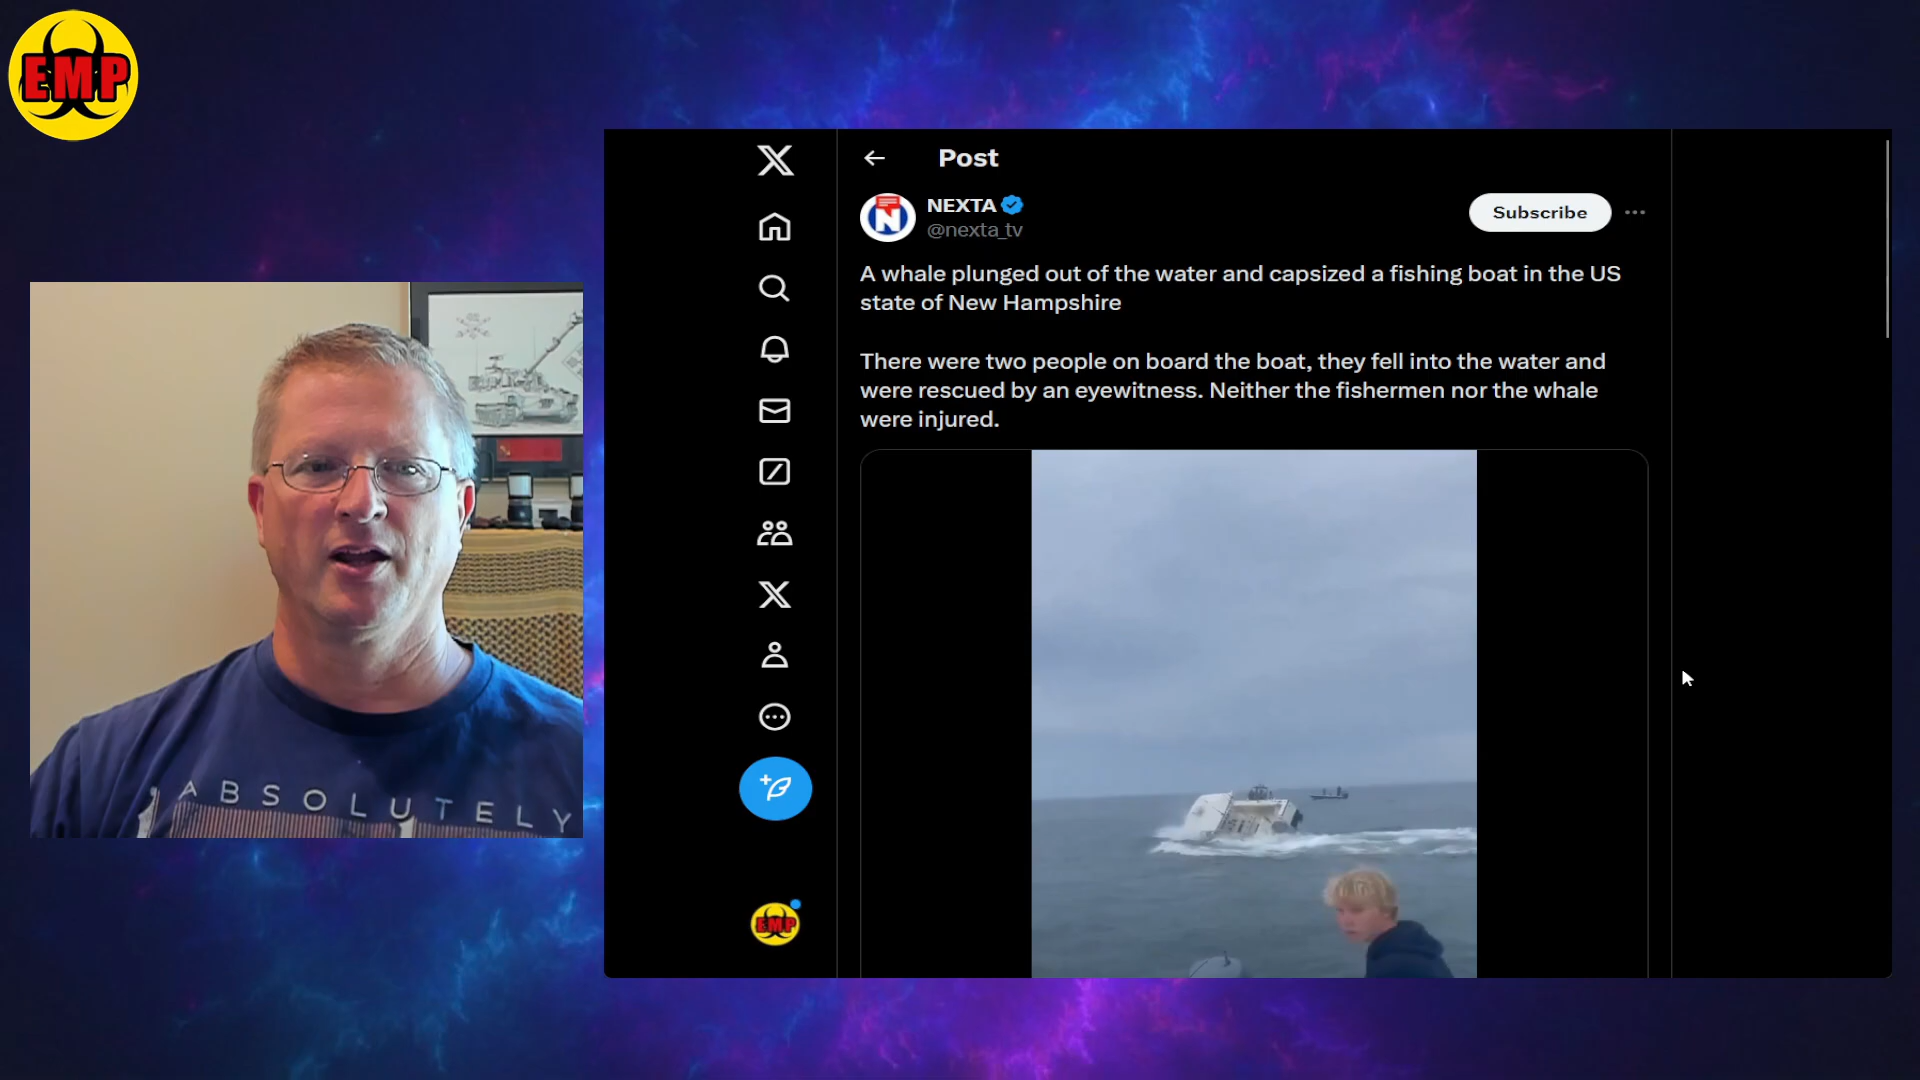 EMP
Post
NEXTA
@nexta_tv
Subscribe
A whale plunged out of the water and capsized a fishing boat in the US
state of New Hampshire
There were two people on board the boat, they fell into the water and
were rescued by an eyewitness. Neither the fishermen nor the whale
were injured.
ABSOLUTELY
EMP